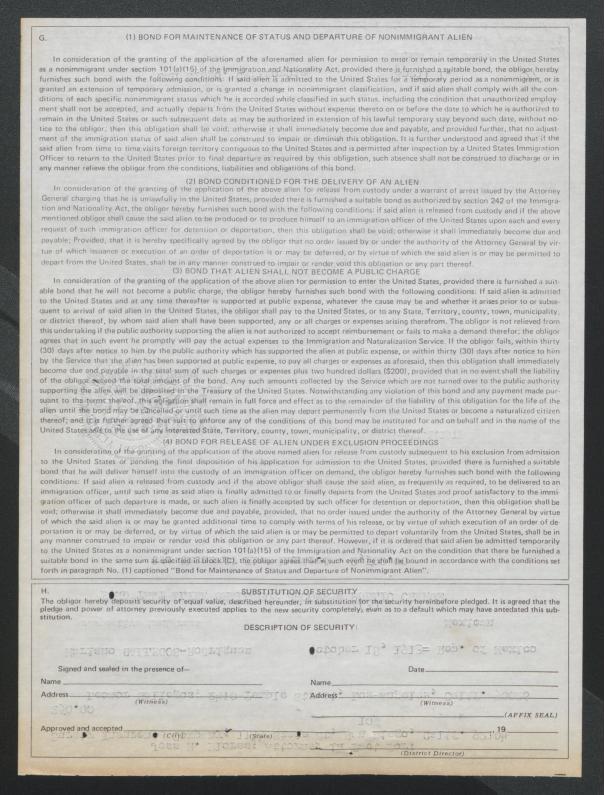 G.
(1) BOND FOR MAINTENANCE OF STATUS AND DEPARTURE OF NONIMMIGRANT ALIEN
In consideration of the granting of the application of the aforenamed alien for permission to enter or remain temporarily in the United States
as a nonimmigrant under section 101(a)(15) of the Immigration and Nationality Act, provided there is furnished a suitable bond, the obligor hereby
furnishes such bond with the following conditions: If said alien is admitted to the United States for a temporary period as a nonimmigrant, or is
granted an extension of temporary admission, or is granted a change in nonimmigrant classification, and if said alien shall comply with all the con-
ditions of each specific nonimmigrant status which he is accorded while classified in such status, including the condition that unauthorized employ-
ment shall not be accepted, and actually departs from the United States without expense thereto on or before the date to which he is authorized to
remain in the United States or such subsequent date as may be authorized in extension of his lawful temporary stay beyond such date, without no-
tice to the obligor; then this obligation shall be void; otherwise it shall immediately become due and payable, and provided further, that no adjust-
ment of the immigration status of said alien shall be construed to impair or diminish this obligation. It is further understood and agreed that if the
said alien from time to time visits foreign territory contiguous to the United States and is permitted after inspection by a United States Immigration
Officer to return to the United States prior to final departure as required by this obligation, such absence shall not be construed to discharge or in
any manner relieve the obligor from the conditions, liabilities and obligations of this bond.
(2) BOND CONDITIONED FOR THE DELIVERY OF AN ALIEN
In consideration of the granting of the application of the above alien for release from custody under a warrant of arrest issued by the Attorney
General charging that he is unlawfully in the United States, provided there is furnished a suitable bond as authorized by section 242 of the Immigra-
tion and Nationality Act, the obligor hereby furnishes such bond with the following conditions: if said alien is released from custody and if the above
mentioned obligor shall cause the said alien to be produced or to produce himself to an immigration officer of the United States upon each and every
request of such immigration officer for detention or deportation, then this obligation shall be void; otherwise it shall immediately become due and
payable; Provided, that it is hereby specifically agreed by the obligor that no order issued by or under the authority of the Attorney General by vir-
tue of which issuance or execution of an order of deportation is or may be deferred, or by virtue of which the said alien is or may be permitted to
depart from the United States, shall be in any manner construed to impair or render void this obligation or any part thereof.
(3) BOND THAT ALIEN SHALL NOT BECOME A PUBLIC CHARGE
In consideration of the granting of the application of the above alien for permission to enter the United States, provided there is furnished a suit-
able bond that he will not become a public charge, the obligor hereby furnishes such bond with the following conditions: If said alien is admitted
to the United States and at any time thereafter is supported at public expense, whatever the cause may be and whether it arises prior to or subse-
quent to arrival of said alien in the United States, the obligor shall pay to the United States, or to any State, Territory, county, town, municipality,
or district thereof, by whom said alien shall have been supported, any or all charges or expenses arising therefrom. The obligor is not relieved from
this undertaking if the public authority supporting the alien is not authorized to accept reimbursement or fails to make a demand therefor; the obligor
agrees that in such event he promptly will pay the actual expenses to the Immigration and Naturalization Service. If the obligor fails, within thirty
(30) days after notice to him by the public authority which has supported the alien at public expense, or within thirty (30) days after notice to him
by the Service that the alien has been supported at public expense, to pay all charges or expenses as aforesaid, then this obligation shall immediately
become due and payable in the total sum of such charges or expenses plus two hundred dollars ($200), provided that in no event shall the liability
of the obligor exceed the total amount of the bond. Any such amounts collected by the Service which are not turned over to the public authority
supporting the alien will be deposited in the Treasury of the United States. Notwithstanding any violation of this bond and any payment pur-
suant to the terms thereof, this obligation shall remain in full force and effect as to the remainder of the liability of this obligation for the life of the
alien until the bond may be cancelled or until such time as the alien may depart permanently from the United States or become a naturalized citizen
thereof; and it is further agreed that suit to enforce any of the conditions of this bond may be instituted for and on behalf and in the name of the
United States and to the use of any interested State, Territory, county, town, municipality, or district thereof.
(4) BOND FOR RELEASE OF ALIEN UNDER EXCLUSION PROCEEDINGS
In consideration of the granting of the application of the above named alien for release from custody subsequent to his exclusion from admission
to the United States or pending the final disposition of his application for admission to the United States, provided there is furnished a suitable
bond that he will deliver himself into the custody of an immigration officer on demand, the obligor hereby furnishes such bond with the following
conditions: If said alien is released from custody and if the above obligor shall cause the said alien, as frequently as required, to be delivered to an
immigration officer, until such time as said alien is finally admitted to or finally departs from the United States and proof satisfactory to the immi-
gration officer of such departure is made, or such alien is finally accepted by such officer for detention or deportation, then this obligation shall be
void; otherwise it shall immediately become due and payable, provided, that no order issued under the authority of the Attorney General by virtue
of which the said alien is or may be granted additional time to comply with terms of his release, or by virtue of which execution of an order of de-
portation is or may be deferred, or by virtue of which the said alien is or may be permitted to depart voluntarily from the United States, shall be in
any manner construed to impair or render void this obligation or any part thereof. However, if it is ordered that said alien be admitted temporarily
to the United States as a nonimmigrant under section 101(a)(15) of the Immigration and Nationality Act on the condition that there be furnished a
suitable bond in the same sum as specified in block (C), the obligor agrees that in such event he shall be bound in accordance with the conditions set
forth in paragraph No. (1) captioned "Bond for Maintenance of Status and Departure of Nonimmigrant Alien".
H.
SUBSTITUTION OF SECURITY
The obligor hereby deposits security of equal value, described hereunder, in substitution for the security hereinbefore pledged. It is agreed that the
pledge and power of attorney previously executed applies to the new security completely, even as to a default which may have antedated this sub-
stitution.
DESCRIPTION OF SECURITY:
Signed and sealed in the presence of—
Date
Name
Name
Address
Address
(Witness)
(Witness)
(AFFIX SEAL)
Approved and accepted
19
(City)
(State)
(District Director)